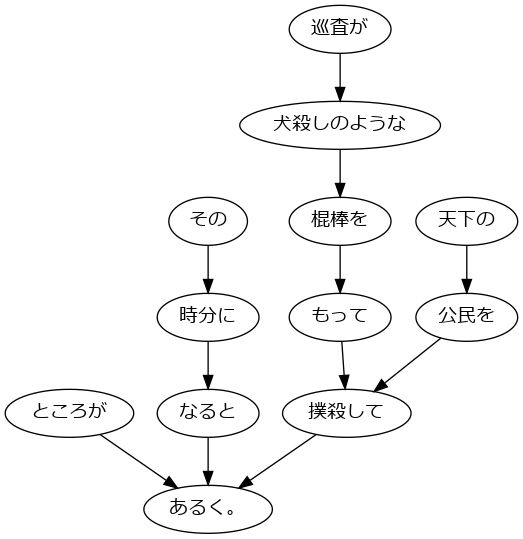 巡査が
犬殺しのような
その
棍棒を
天下の
時分に
もって
公民を
ところが
なると
撲殺して
あるく。